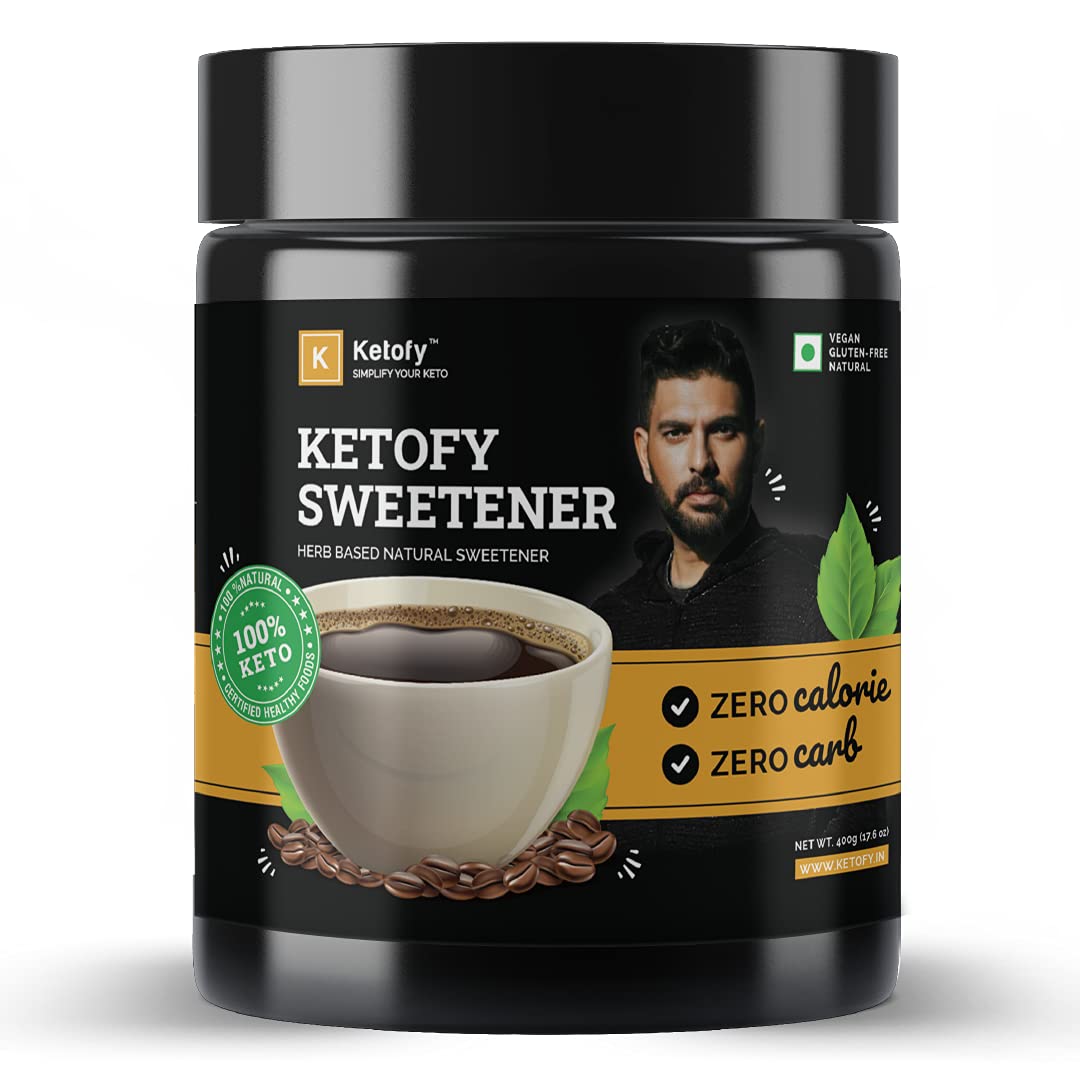 K
Ketofy™
SIMPLIFY YOUR KETO
VEGAN
GLUTEN-FREE
NATURAL
KETOFY
SWEETENER
HERB BASED NATURAL SWEETENER
100 %NATURAL
100%
KETO
CERTIFIED HEALTHY FOODS
ZERO calorie
ZERO carb
NET WT. 400g (17.6 oz)
WWW.KETOFY.IN